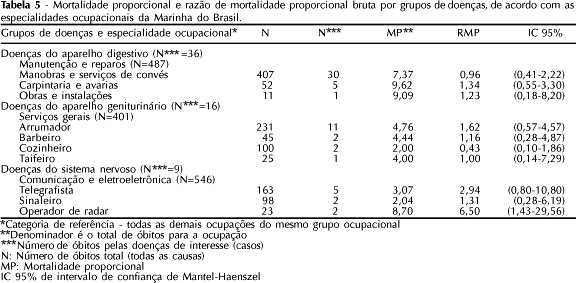 Tabela 5 - Mortalidade proporcional e razão de mortalidade proporcional bruta por grupos de doenças, de acordo com as
especialidades ocupacionais da Marinha do Brasil.
Grupos de doenças e especialidade ocupacional* N N*** MP** RMP IC 95%
Doenças do aparelho digestivo (N***=36)
Manutenção e reparos (N=487)
Manobras e serviços de convés 407 30 7,37 0,96 (0,41-2,22)
Carpintaria e avarias 52 5 9,62 1,34 (0,55-3,30)
Obras e instalações 11 1 9,09 1,23 (0,18-8,20)
Doenças do aparelho geniturinário (N***=16)
Serviços gerais (N=401)
Arrumador 231 11 4,76 1,62 (0,57-4,57)
Barbeiro 45 2 4,44 1,16 (0,28-4,87)
Cozinheiro 100 2 2,00 0,43 (0,10-1,86)
Taifeiro 25 1 4,00 1,00 (0,14-7,29)
Doenças do sistema nervoso (N***=9)
Comunicação e eletroeletrônica (N=546)
Telegrafista 163 5 3,07 2,94 (0,80-10,80)
Sinaleiro 98 2 2,04 1,31 (0,28-6,19)
Operador de radar 23 2 8,70 6,50 (1,43-29,56)
*Categoria de referência - todas as demais ocupações do mesmo grupo ocupacional
**Denominador é o total de óbitos para a ocupação
***Número de óbitos pelas doenças de interesse (casos)
N: Número de óbitos total (todas as causas)
MP: Mortalidade proporcional
IC 95% de intervalo de confiança de Mantel-Haenszel